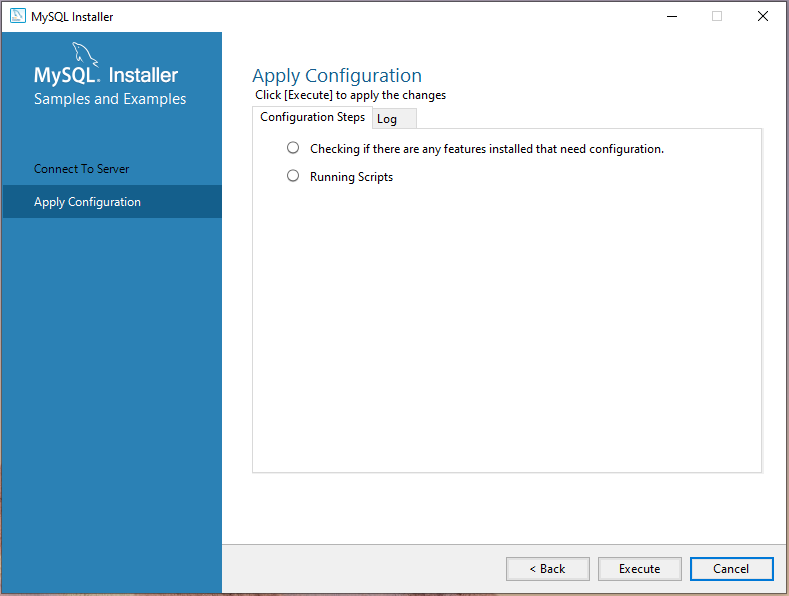 MySQL Installer
MySQL. Installer
Samples and Examples
Connect To Server
Apply Configuration
Apply Configuration
Click [Execute] to apply the changes
Configuration Steps
Log
Checking if there are any features installed that need configuration.
Running Scripts
< Back
Execute
Cancel